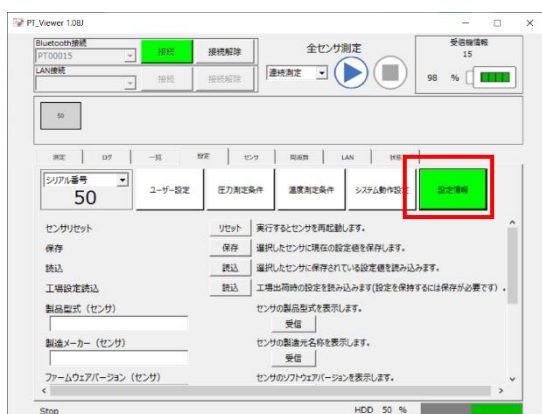 PT_Viewer 1.08J
Bluetooth接続
PT00015
接続
接続解除
LAN接続
接続
接続解除
全センサ測定
連続測定
受信機情報
15
98 %
50
測定 ログ 一覧 設定 センサ 周波数 LAN 状態
シリアル番号
50
ユーザー設定
圧力測定条件
温度測定条件
システム動作設定
設定情報
センサリセット リセット 実行するとセンサを再起動します。
保存 保存 選択したセンサに現在の設定値を保存します。
読込 読込 選択したセンサに保存されている設定値を読み込みます。
工場設定読込 読込 工場出荷時の設定を読み込みます(設定を保持するには保存が必要です)。
製品型式(センサ) センサの製品型式を表示します。
受信
製造メーカー(センサ) センサの製造元名称を表示します。
受信
ファームウェアバージョン(センサ) センサのソフトウェアバージョンを表示します。
Stop
HDD 50 %